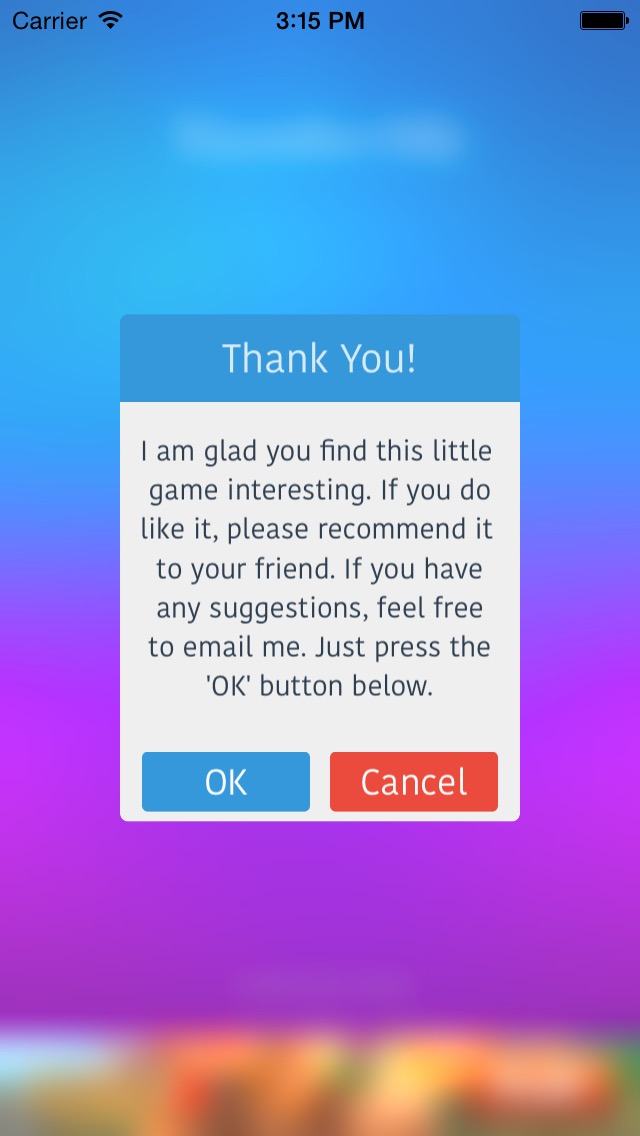 Carrier 3:15 PM
Thank You!
I am glad you find this little
game interesting. If you do
like it, please recommend it
to your friend. If you have
any suggestions, feel free
to email me. Just press the
'OK' button below.
OK Cancel